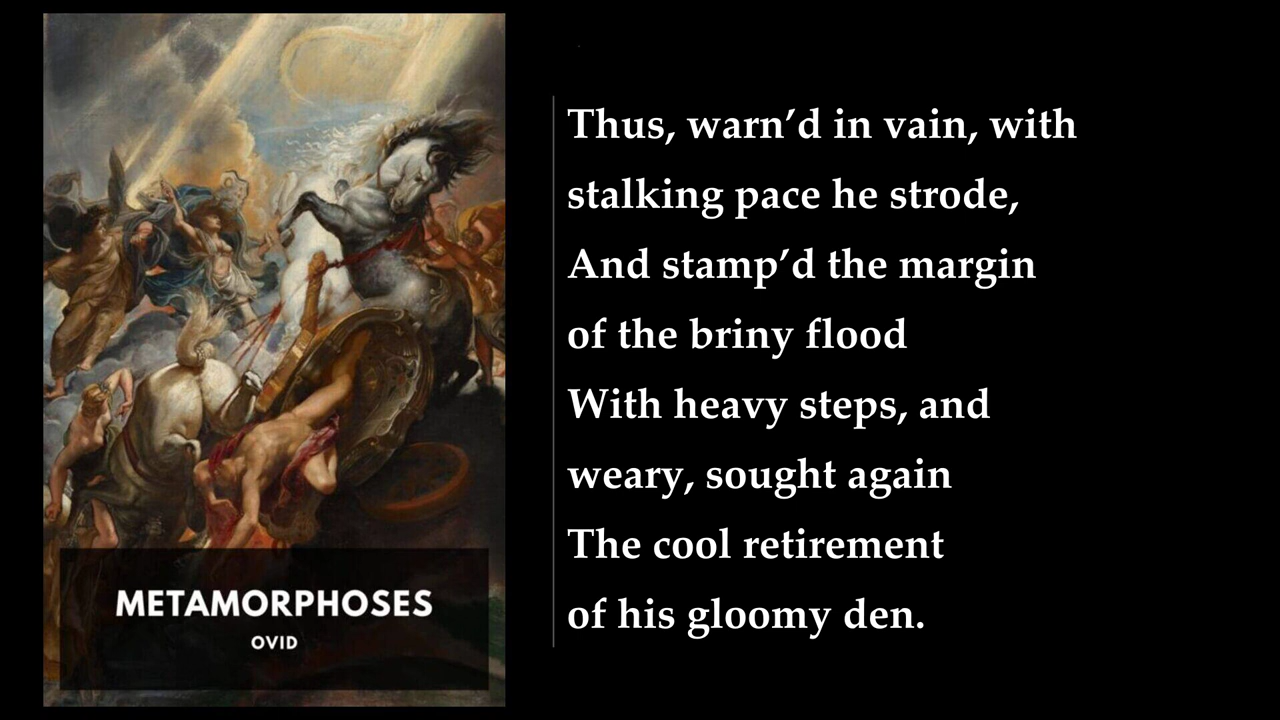 METAMORPHOSES
OVID
Thus, warn’d in vain, with
stalking pace he strode,
And stamp’d the margin
of the briny flood
With heavy steps, and
weary, sought again
The cool retirement
of his gloomy den.